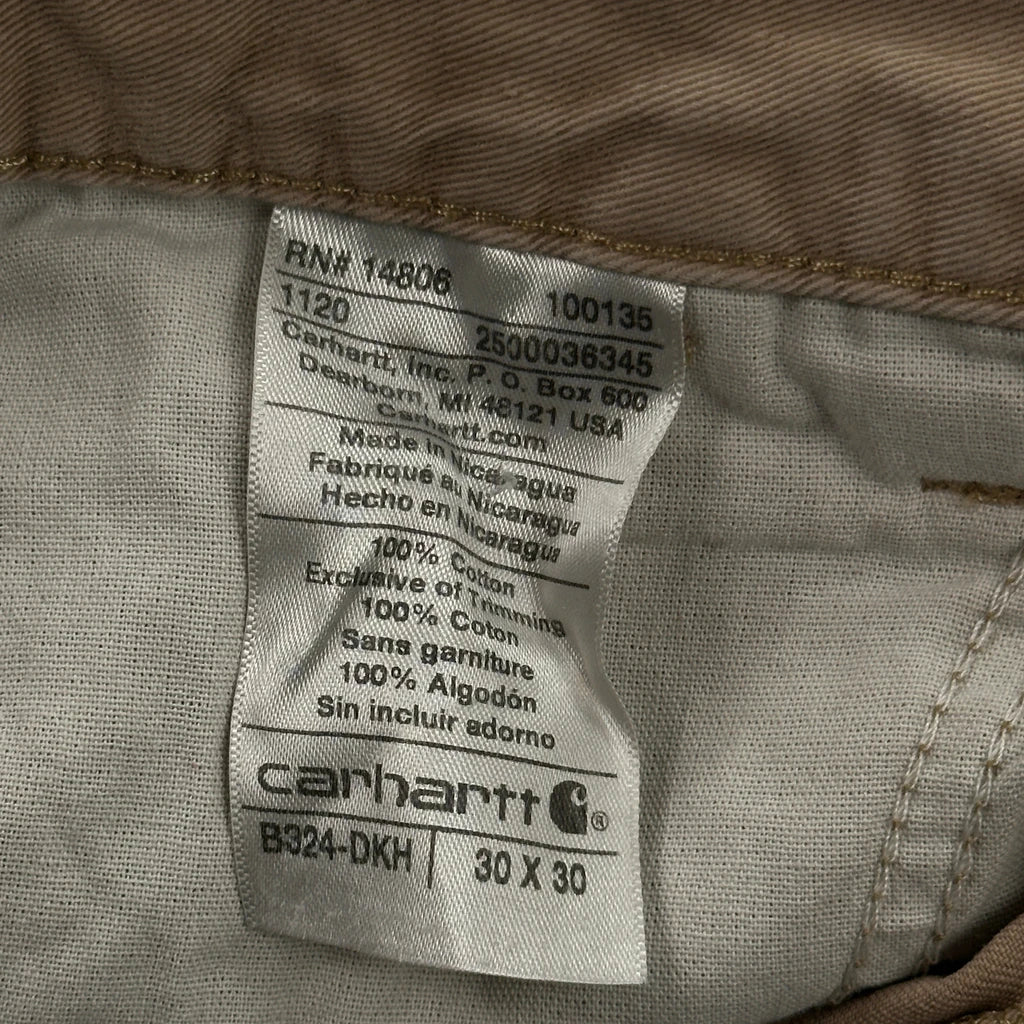 RN# 14806 100135
1120 2500036345
Carhartt, Inc. P. O. Box 600
Dearborn, MI 48121 USA
Carhartt.com
Made in Nicaragua
Fabriqué au Nicaragua
Hecho en Nicaragua
100% Cotton
Exclusive of Trimming
100% Coton
Sans garniture
100% Algodón
Sin incluir adorno
carhartt ®
B324-DKH 30 X 30